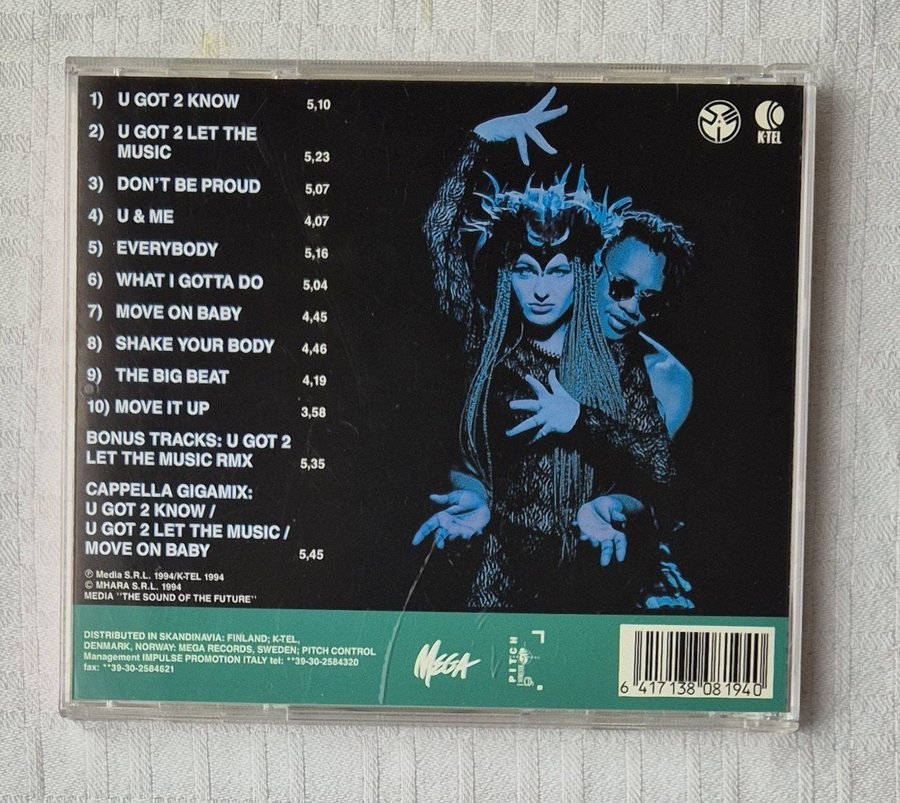 1) U GOT 2 KNOW 5,10
2) U GOT 2 LET THE
MUSIC 5,23
3) DON'T BE PROUD 5,07
4) U & ME 4,07
5) EVERYBODY 5,16
6) WHAT I GOTTA DO 5,04
7) MOVE ON BABY 4,45
8) SHAKE YOUR BODY 4,46
9) THE BIG BEAT 4,19
10) MOVE IT UP 3,58
BONUS TRACKS: U GOT 2
LET THE MUSIC RMX 5,35
CAPPELLA GIGAMIX:
U GOT 2 KNOW /
U GOT 2 LET THE MUSIC /
MOVE ON BABY 5,45
℗ Media S.R.L. 1994/K-TEL 1994
© MHARA S.R.L. 1994
MEDIA "THE SOUND OF THE FUTURE"
K-TEL
DISTRIBUTED IN SKANDINAVIA: FINLAND; K-TEL,
DENMARK, NORWAY: MEGA RECORDS, SWEDEN; PITCH CONTROL
Management IMPULSE PROMOTION ITALY tel: **39-30-2584320
fax: **39-30-2584621
MEGA
PITCH
6 417138 081940